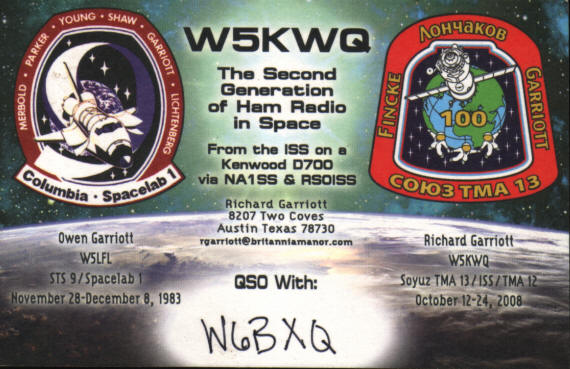 MERBOLD • PARKER • YOUNG • SHAW • GARRIOTT • LICHTENBERG
Columbia • Spacelab 1
W5KWQ
The Second
Generation
of Ham Radio
in Space
From the ISS on a
Kenwood D700
via NA1SS & RS0ISS
Richard Garriott
8207 Two Coves
Austin Texas 78730
rgarriott@britanniamanor.com
FINCKE
Лончаков
GARRIOTT
100
СОЮЗ ТМА 13
Owen Garriott
W5LFL
STS 9/Spacelab 1
November 28-December 8, 1983
Richard Garriott
W5KWQ
Soyuz TMA 13/ISS/TMA 12
October 12-24, 2008
QSO With:
W6BXQ